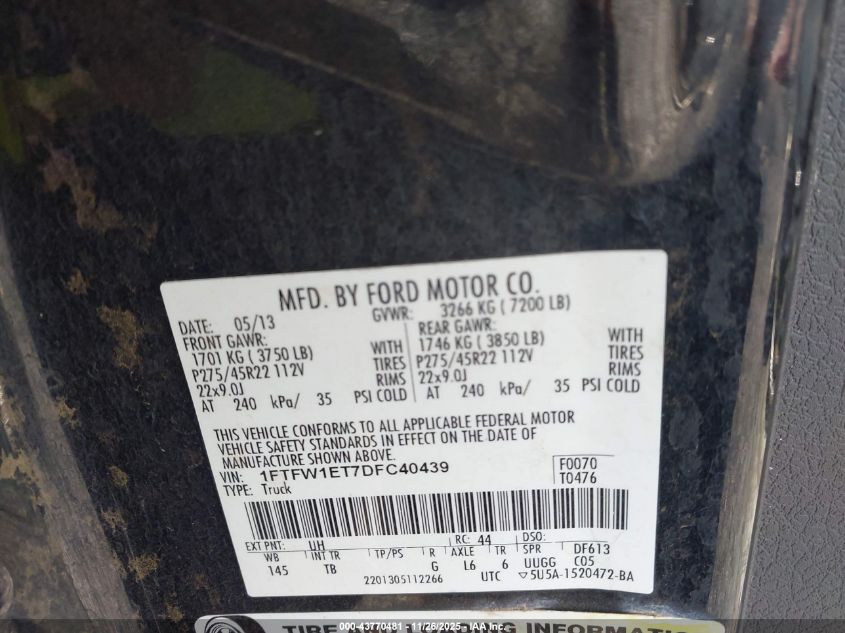 MFD. BY FORD MOTOR CO.
DATE: 05/13 GVWR: 3266 KG ( 7200 LB)
FRONT GAWR: REAR GAWR:
1701 KG ( 3750 LB) WITH 1746 KG ( 3850 LB) WITH
P275/45R22 112V TIRES P275/45R22 112V TIRES
22x9.0J RIMS 22x9.0J RIMS
AT 240 kPa/ 35 PSI COLD AT 240 kPa/ 35 PSI COLD
THIS VEHICLE CONFORMS TO ALL APPLICABLE FEDERAL MOTOR
VEHICLE SAFETY STANDARDS IN EFFECT ON THE DATE OF
MANUFACTURE SHOWN ABOVE.
VIN: 1FTFW1ET7DFC40439 F0070
TYPE: Truck T0476
EXT PNT: UH RC: 44 DSO:
WB INT TR TP/PS R AXLE TR SPR DF613
145 TB G L6 6 UUGG C05
2201305112266 UTC ▽5U5A-1520472-BA
TIRE AND LOADING INFORMATION
000-43770481 - 11/26/2025 - IAA Inc.